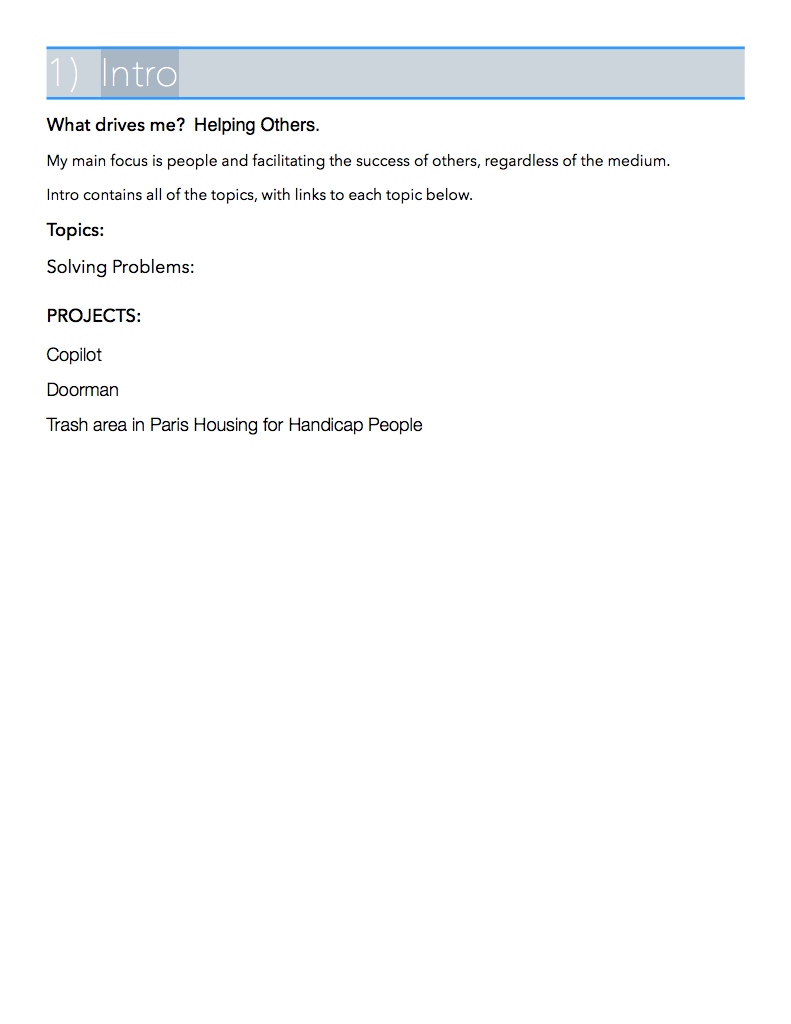 1) Intro
What drives me? Helping Others.
My main focus is people and facilitating the success of others, regardless of the medium.
Intro contains all of the topics, with links to each topic below.
Topics:
Solving Problems:
PROJECTS:
Copilot
Doorman
Trash area in Paris Housing for Handicap People